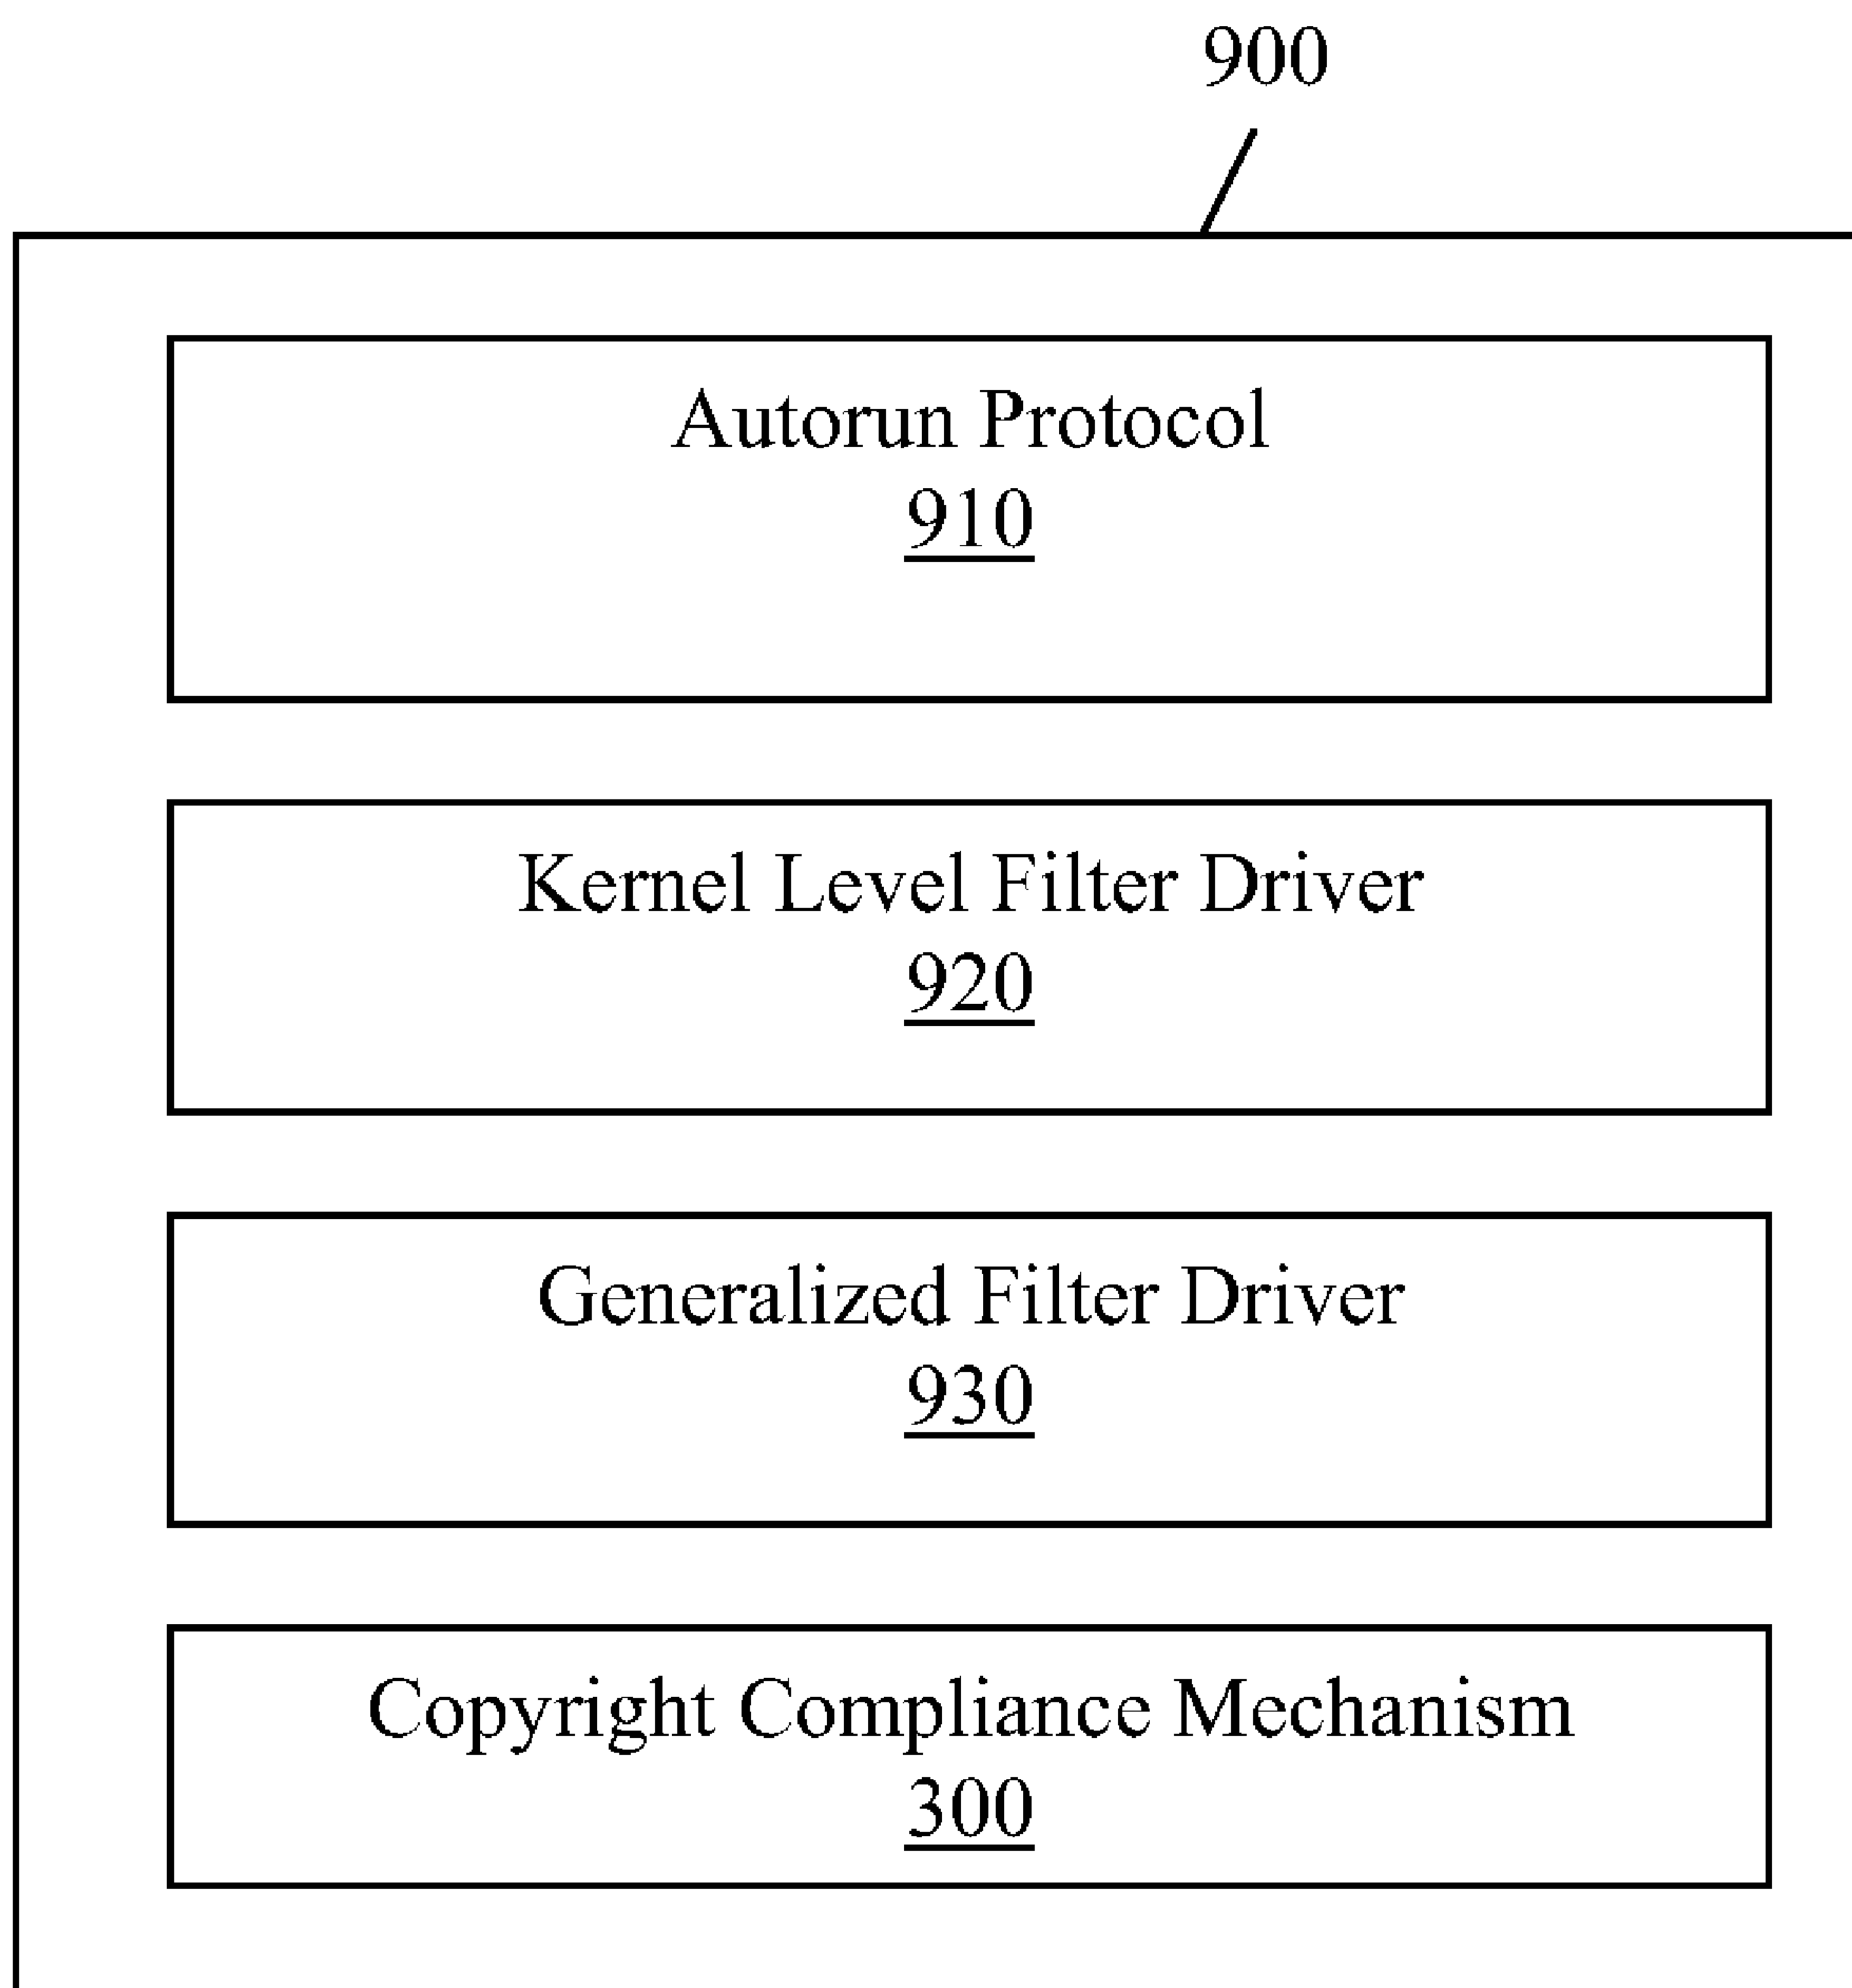 900
Autorun Protocol
910
Kernel Level Filter Driver
920
Generalized Filter Driver
930
Copyright Compliance Mechanism
300